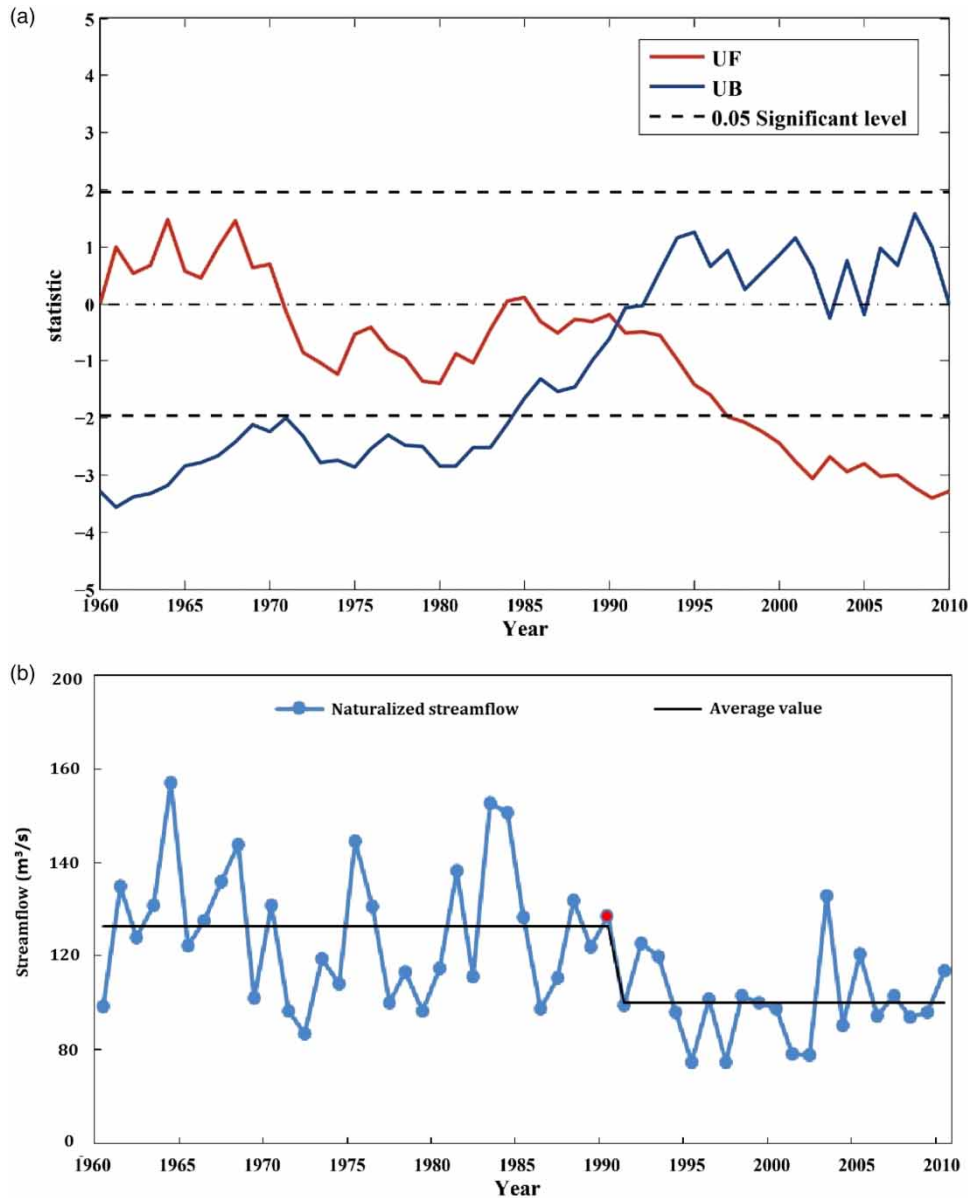 (a)
5
4
3
2
1
0
−1
−2
−3
−4
−5
statistic
UF
UB
0.05 Significant level
1960 1965 1970 1975 1980 1985 1990 1995 2000 2005 2010
Year
(b)
200
160
140
120
80
0
Streamflow (m³/s)
Naturalized streamflow
Average value
1960 1965 1970 1975 1980 1985 1990 1995 2000 2005 2010
Year